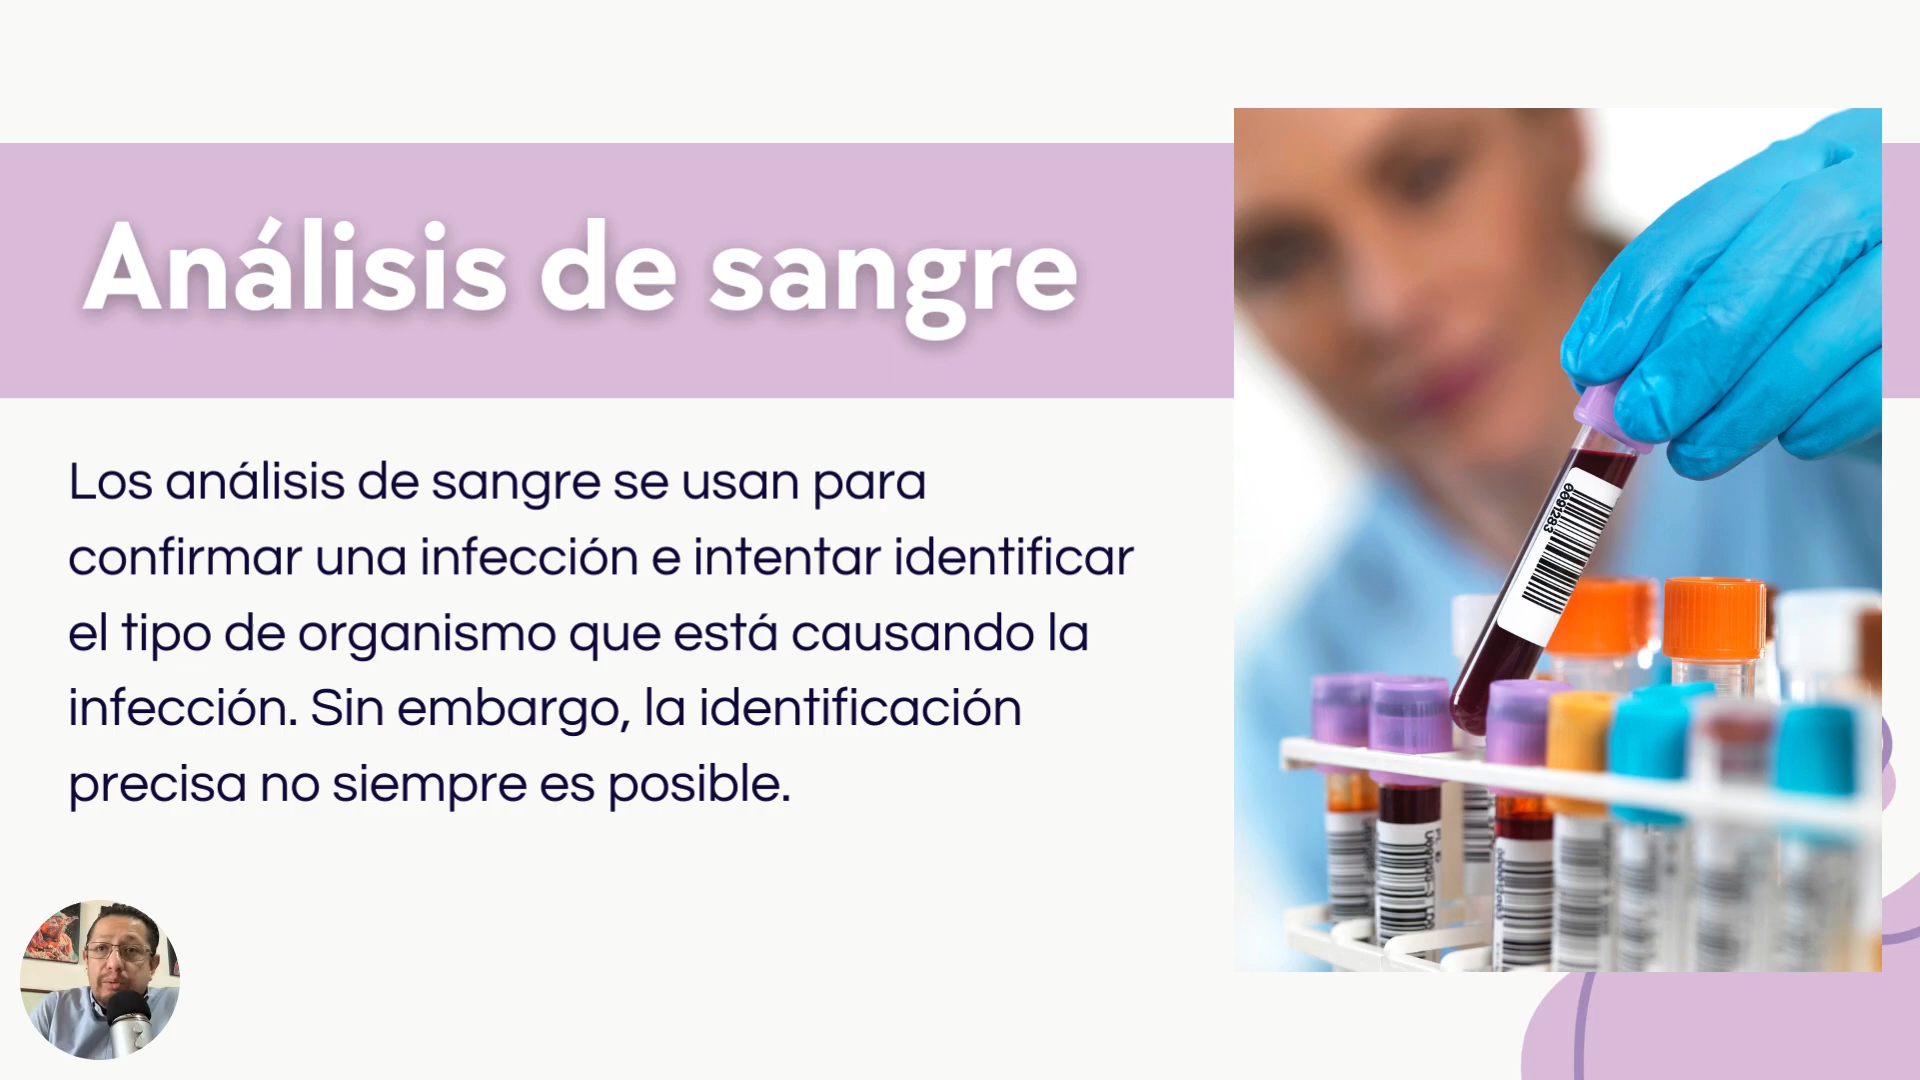 Análisis de sangre
Los análisis de sangre se usan para
confirmar una infección e intentar identificar
el tipo de organismo que está causando la
infección. Sin embargo, la identificación
precisa no siempre es posible.